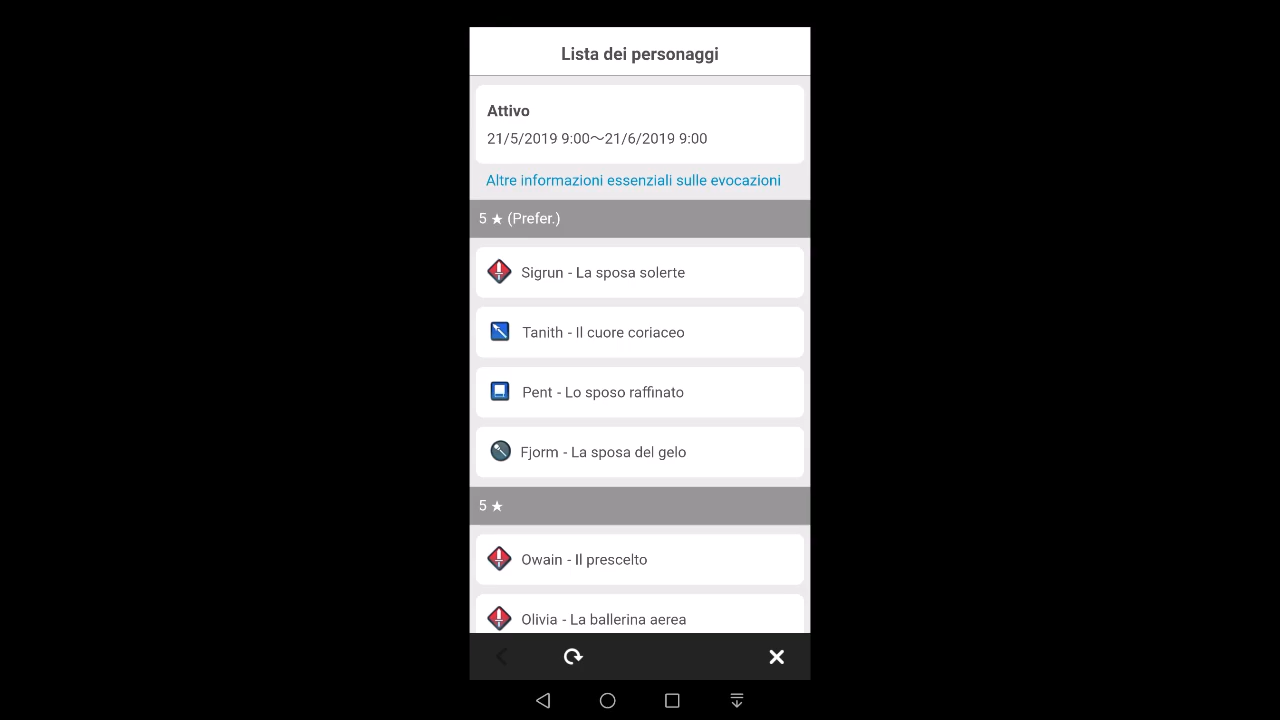 Lista dei personaggi
Attivo
21/5/2019 9:00～21/6/2019 9:00
Altre informazioni essenziali sulle evocazioni
5 ★ (Prefer.)
Sigrun - La sposa solerte
Tanith - Il cuore coriaceo
Pent - Lo sposo raffinato
Fjorm - La sposa del gelo
5 ★
Owain - Il prescelto
Olivia - La ballerina aerea